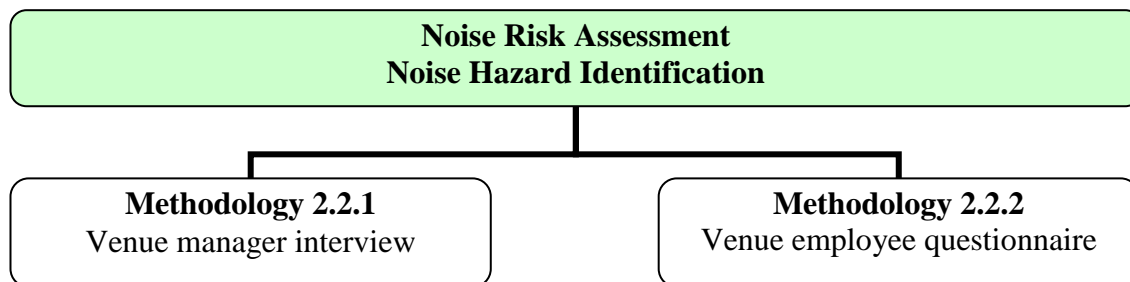 Noise Risk Assessment
Noise Hazard Identification
Methodology 2.2.1
Venue manager interview
Methodology 2.2.2
Venue employee questionnaire